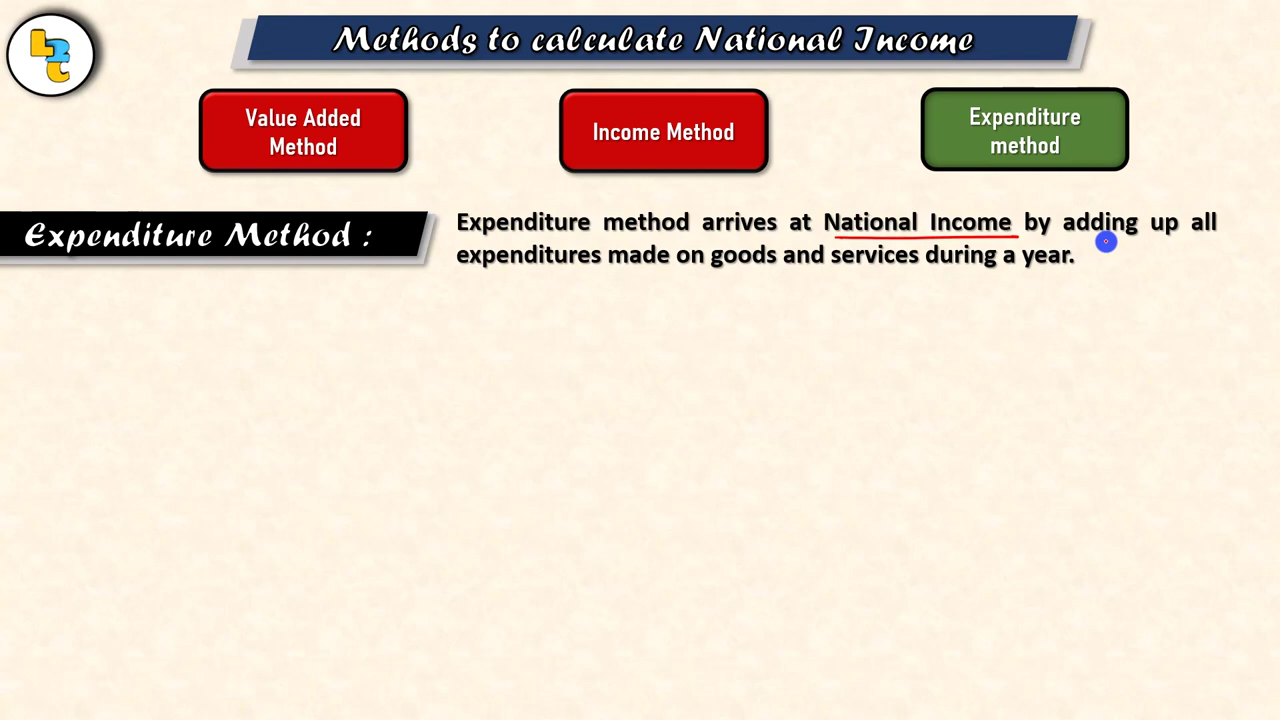 L2C
Methods to calculate National Income
Value Added
Method
Income Method
Expenditure
method
Expenditure Method :
Expenditure method arrives at National Income by adding up all
expenditures made on goods and services during a year.